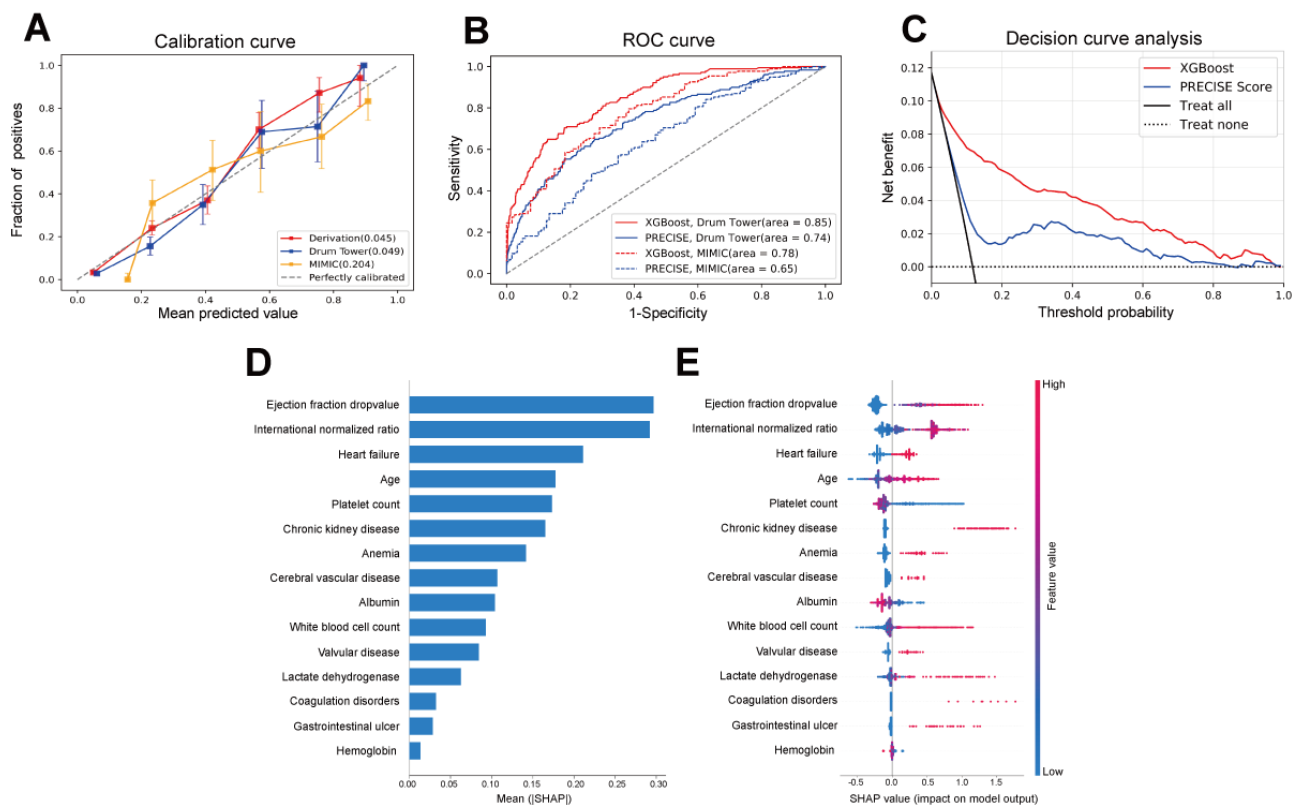 A
Calibration curve
Fraction of positives
1.0
0.8
0.6
0.4
0.2
0.0
0.0 0.2 0.4 0.6 0.8 1.0
Mean predicted value
Derivation(0.045)
Drum Tower(0.049)
MIMIC(0.204)
Perfectly calibrated
B
ROC curve
Sensitivity
1.0
0.8
0.6
0.4
0.2
0.0
0.0 0.2 0.4 0.6 0.8 1.0
1-Specificity
XGBoost, Drum Tower(area = 0.85)
PRECISE, Drum Tower(area = 0.74)
XGBoost, MIMIC(area = 0.78)
PRECISE, MIMIC(area = 0.65)
C
Decision curve analysis
Net benefit
0.12
0.10
0.08
0.06
0.04
0.02
0.00
0.0 0.2 0.4 0.6 0.8 1.0
Threshold probability
XGBoost
PRECISE Score
Treat all
Treat none
D
Ejection fraction dropvalue
International normalized ratio
Heart failure
Age
Platelet count
Chronic kidney disease
Anemia
Cerebral vascular disease
Albumin
White blood cell count
Valvular disease
Lactate dehydrogenase
Coagulation disorders
Gastrointestinal ulcer
Hemoglobin
0.00 0.05 0.10 0.15 0.20 0.25 0.30
Mean (|SHAP|)
E
Ejection fraction dropvalue
International normalized ratio
Heart failure
Age
Platelet count
Chronic kidney disease
Anemia
Cerebral vascular disease
Albumin
White blood cell count
Valvular disease
Lactate dehydrogenase
Coagulation disorders
Gastrointestinal ulcer
Hemoglobin
-0.5 0.0 0.5 1.0 1.5
SHAP value (impact on model output)
High
Feature value
Low